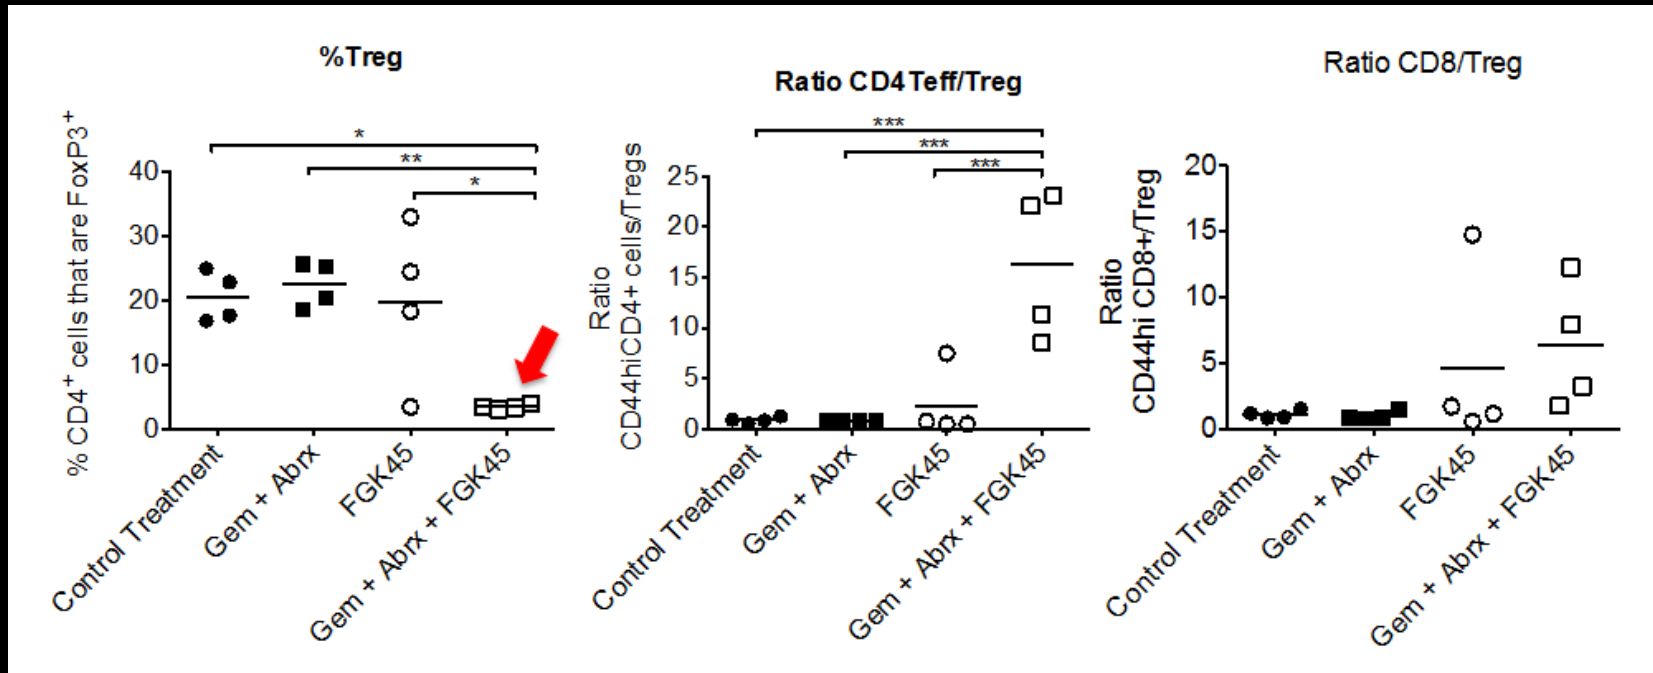 %Treg
% CD4+ cells that are FoxP3+
*
**
*
40
30
20
10
0
Control Treatment
Gem + Abrx
FGK45
Gem + Abrx + FGK45
Ratio CD4Teff/Treg
Ratio
CD44hiCD4+ cells/Tregs
***
***
***
25
20
15
10
5
0
Control Treatment
Gem + Abrx
FGK45
Gem + Abrx + FGK45
Ratio CD8/Treg
Ratio
CD44hi CD8+/Treg
20
15
10
5
0
Control Treatment
Gem + Abrx
FGK45
Gem + Abrx + FGK45